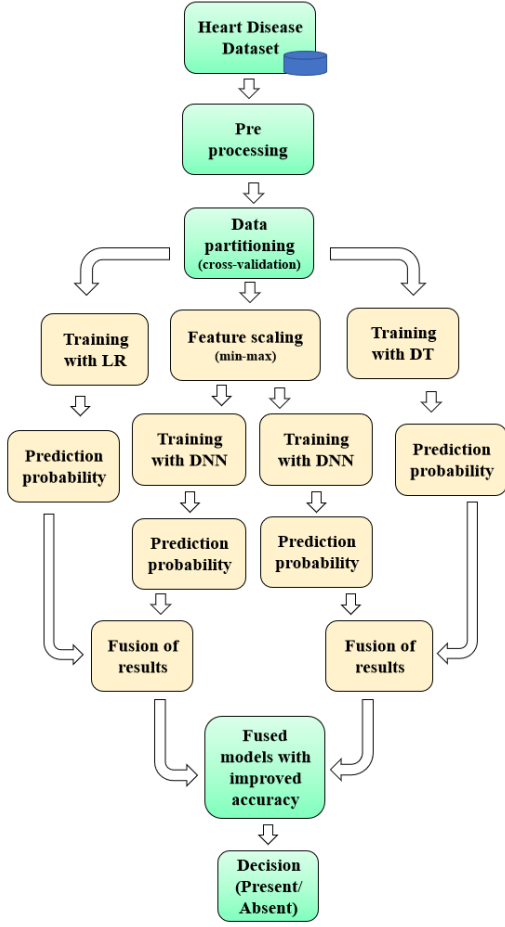 Heart Disease
Dataset
Pre
processing
Data
partitioning
(cross-validation)
Training
with LR
Feature scaling
(min-max)
Training
with DT
Prediction
probability
Training
with DNN
Training
with DNN
Prediction
probability
Prediction
probability
Prediction
probability
Fusion of
results
Fusion of
results
Fused
models with
improved
accuracy
Decision
(Present/
Absent)